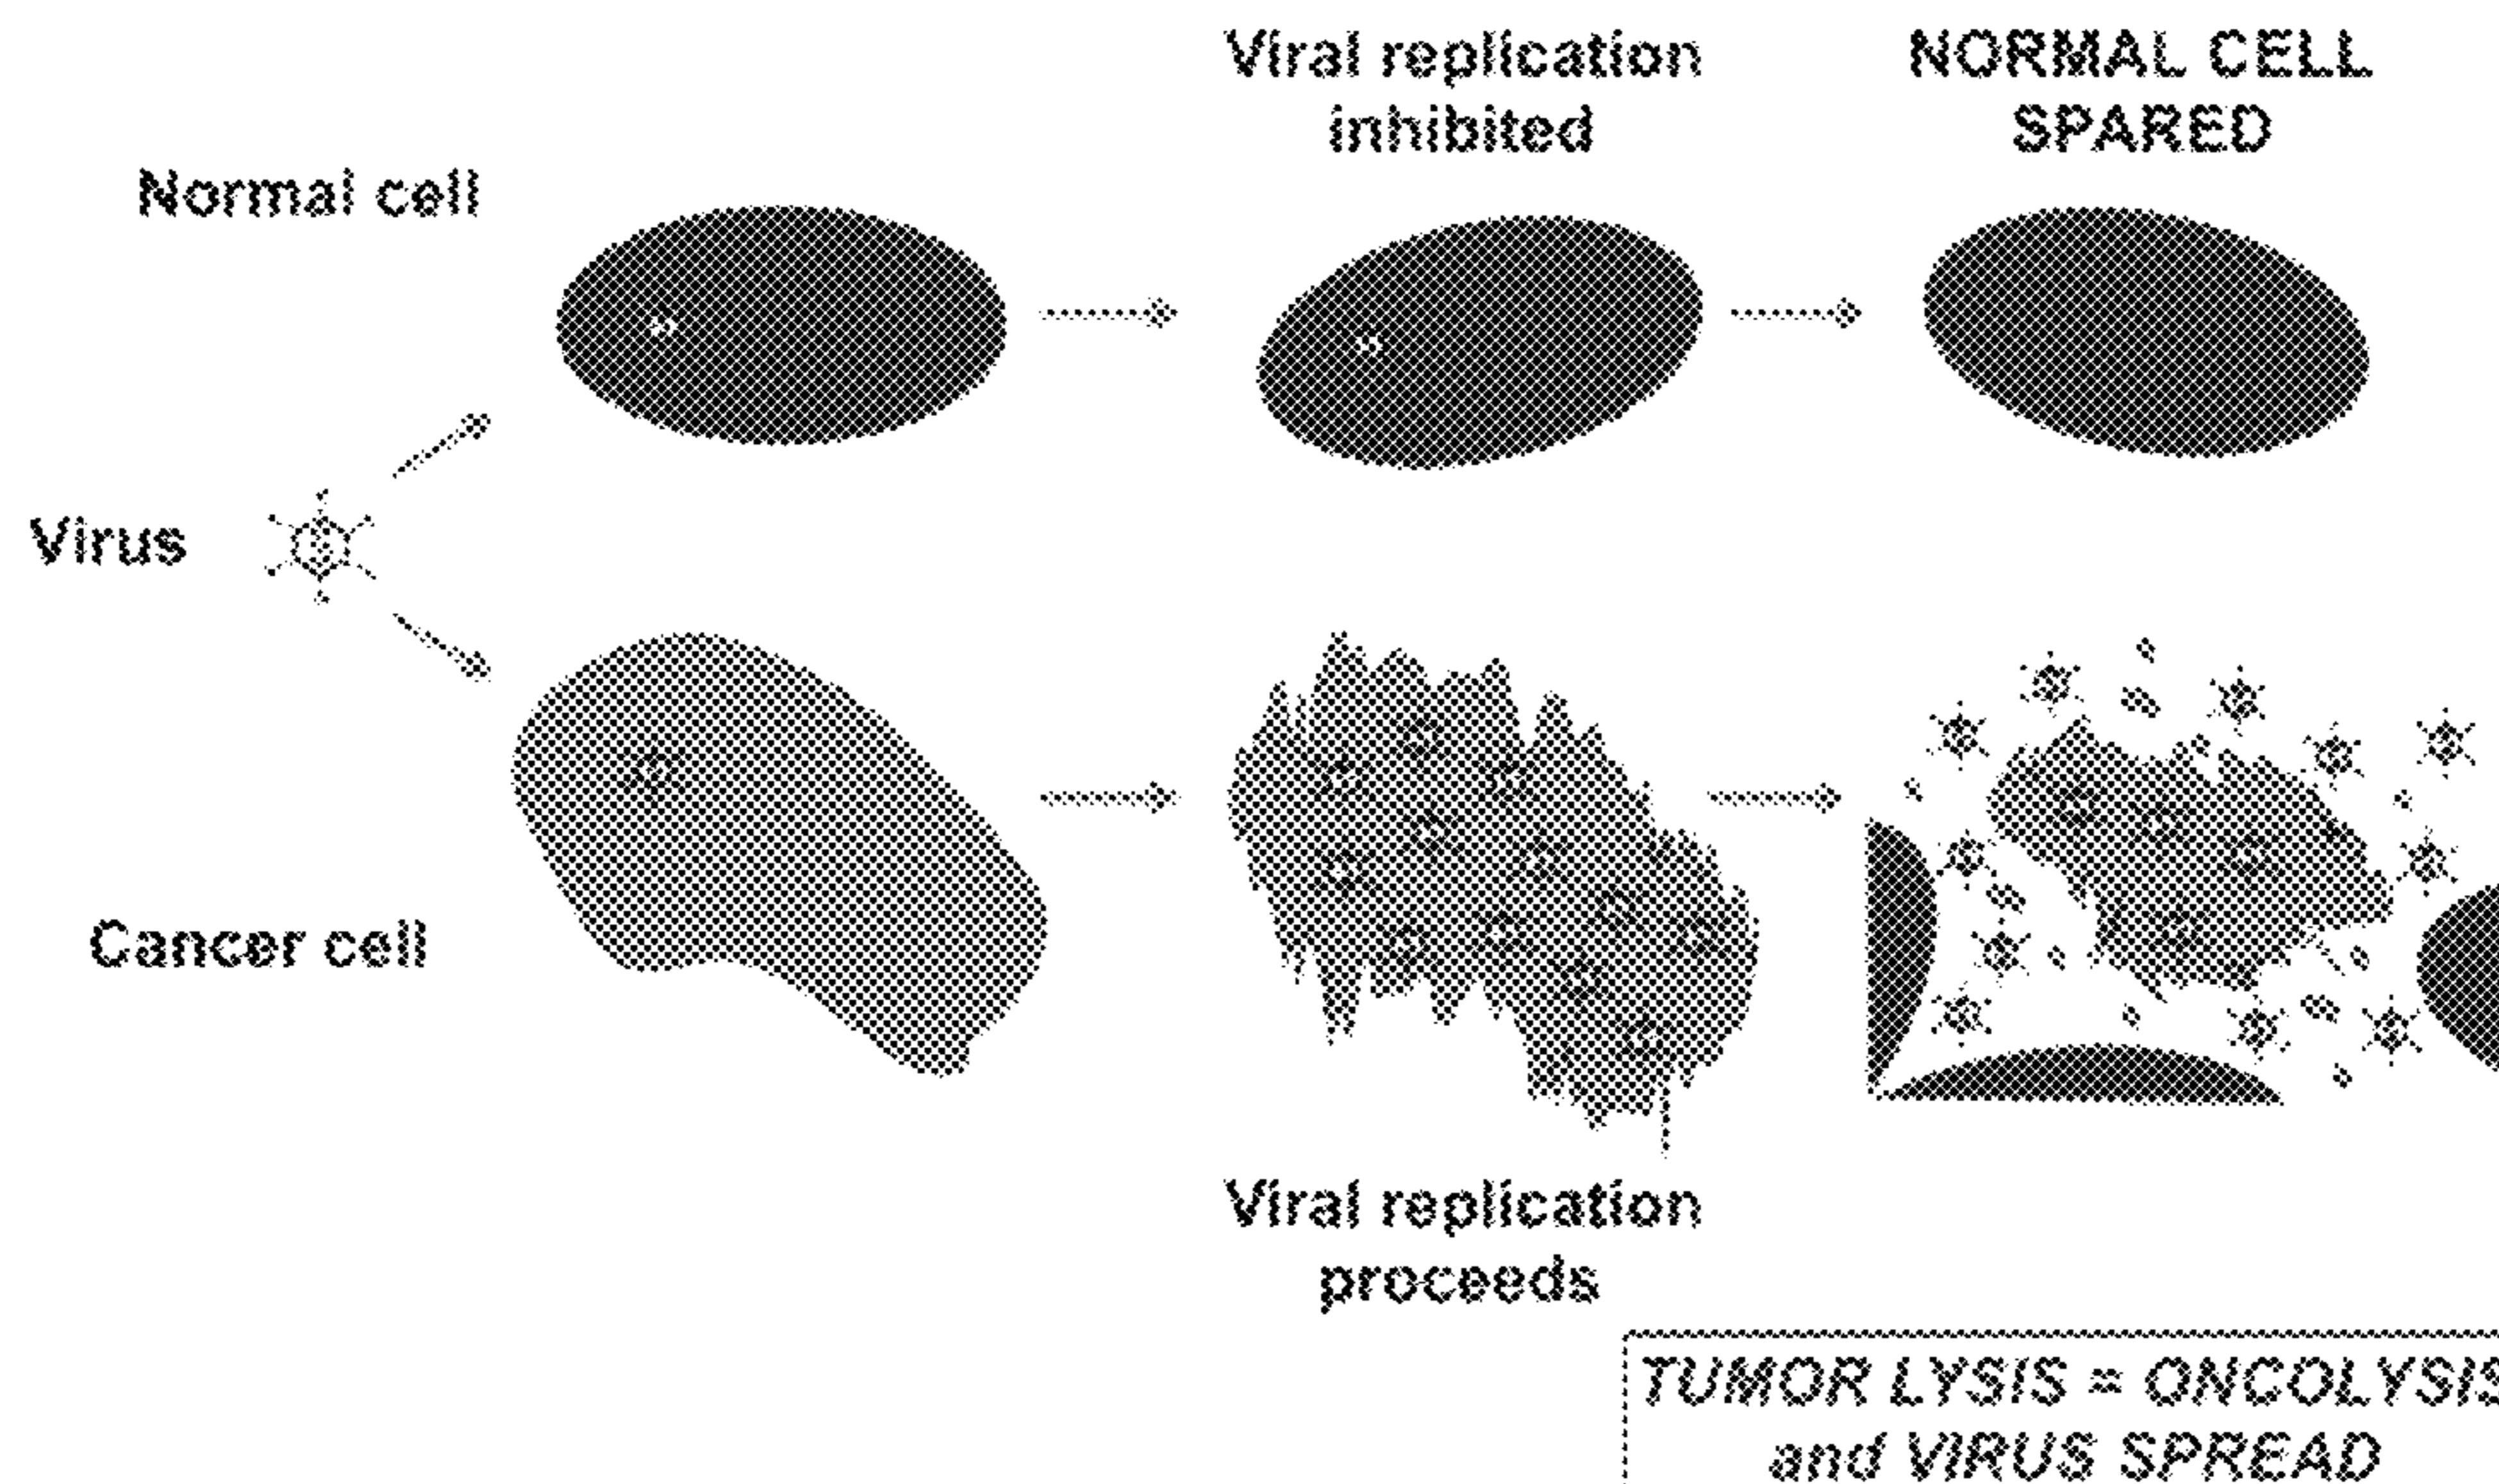 Viral replication
inhibited
NORMAL CELL
SPARED
Normal cell
Virus
Cancer cell
Viral replication
proceeds
TUMOR LYSIS = ONCOLYSIS
and VIRUS SPREAD